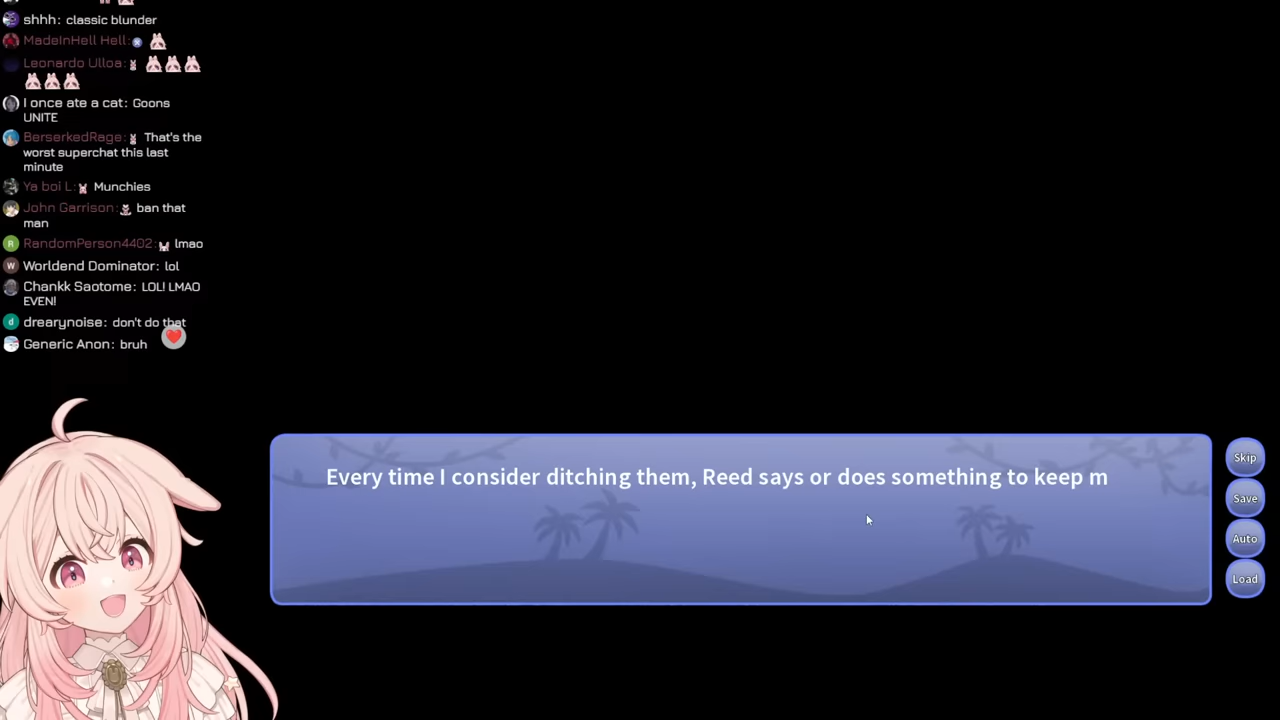 shhh: classic blunder
MadeInHell Hell:
Leonardo Ulloa:
I once ate a cat: Goons
UNITE
BerserkedRage: That's the
worst superchat this last
minute
Ya boi L: Munchies
John Garrison: ban that
man
R RandomPerson4402: lmao
W Worldend Dominator: lol
Chankk Saotome: LOL! LMAO
EVEN!
d drearynoise: don't do that
Generic Anon: bruh
Every time I consider ditching them, Reed says or does something to keep m
Skip
Save
Auto
Load